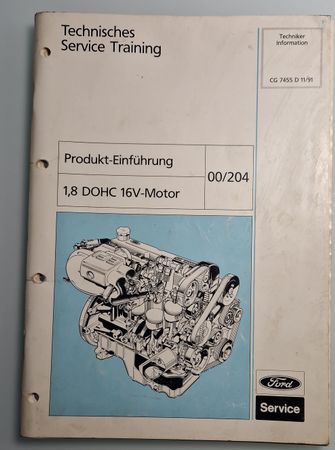 Technisches
Service Training
Techniker
Information
CG 7455 D 11/91
Produkt-Einführung
00/204
1,8 DOHC 16V-Motor
Ford
Service